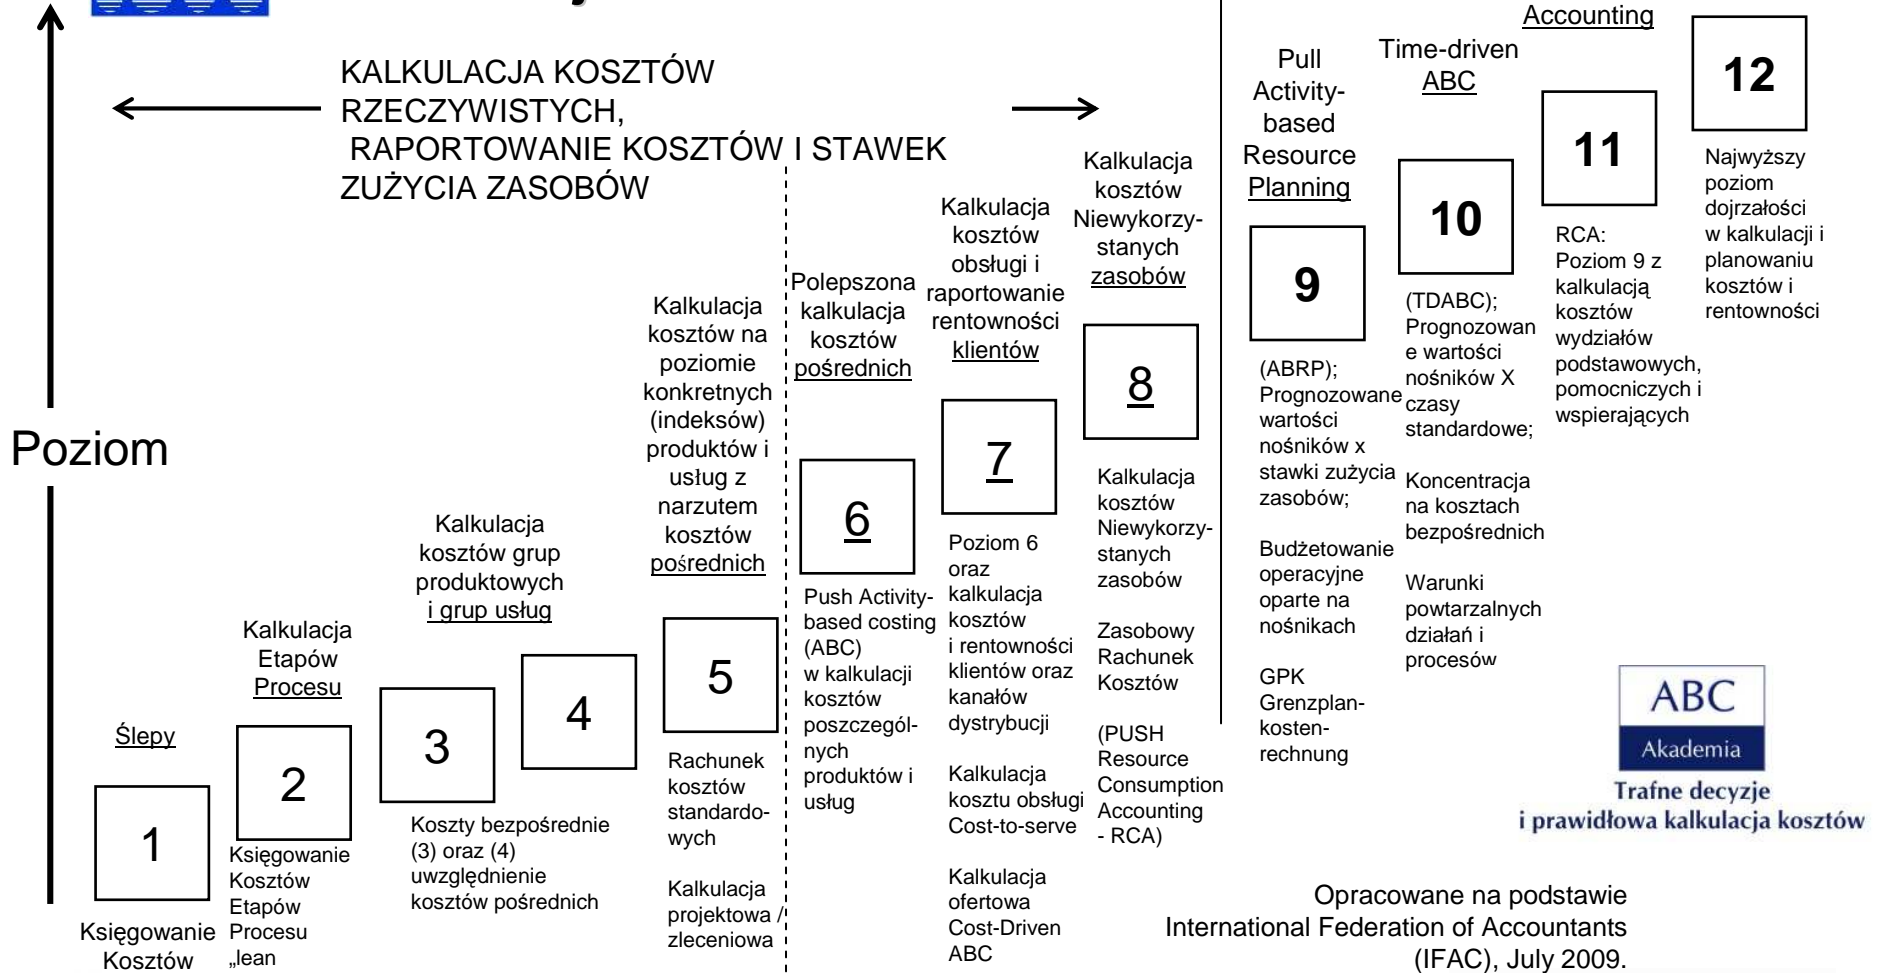 KALKULACJA KOSZTÓW
RZECZYWISTYCH,
RAPORTOWANIE KOSZTÓW I STAWEK
ZUŻYCIA ZASOBÓW
Poziom
Ślepy
1
Księgowanie
Kosztów
Kalkulacja
Etapów
Procesu
2
Księgowanie
Kosztów
Etapów
Procesu
„lean
Kalkulacja
kosztów grup
produktowych
i grup usług
3
4
Koszty bezpośrednie
(3) oraz (4)
uwzględnienie
kosztów pośrednich
Kalkulacja
kosztów na
poziomie
konkretnych
(indeksów)
produktów i
usług z
narzutem
kosztów
pośrednich
5
Rachunek
kosztów
standardo-
wych
Kalkulacja
projektowa /
zleceniowa
Polepszona
kalkulacja
kosztów
pośrednich
6
Push Activity-
based costing
(ABC)
w kalkulacji
kosztów
poszczegól-
nych
produktów i
usług
Kalkulacja
kosztów
obsługi i
raportowanie
rentowności
klientów
7
Poziom 6
oraz
kalkulacja
kosztów
i rentowności
klientów oraz
kanałów
dystrybucji
Kalkulacja
kosztu obsługi
Cost-to-serve
Kalkulacja
ofertowa
Cost-Driven
ABC
Kalkulacja
kosztów
Niewykorzy-
stanych
zasobów
8
Kalkulacja
kosztów
Niewykorzy-
stanych
zasobów
Zasobowy
Rachunek
Kosztów
(PUSH
Resource
Consumption
Accounting
- RCA)
Pull
Activity-
based
Resource
Planning
9
(ABRP);
Prognozowane
wartości
nośników x
stawki zużycia
zasobów;
Budżetowanie
operacyjne
oparte na
nośnikach
GPK
Grenzplan-
kosten-
rechnung
Time-driven
ABC
10
(TDABC);
Prognozowan
e wartości
nośników X
czasy
standardowe;
Koncentracja
na kosztach
bezpośrednich
Warunki
powtarzalnych
działań i
procesów
Accounting
11
RCA:
Poziom 9 z
kalkulacją
kosztów
wydziałów
podstawowych,
pomocniczych i
wspierających
12
Najwyższy
poziom
dojrzałości
w kalkulacji i
planowaniu
kosztów i
rentowności
ABC
Akademia
Trafne decyzje
i prawidłowa kalkulacja kosztów
Opracowane na podstawie
International Federation of Accountants
(IFAC), July 2009.